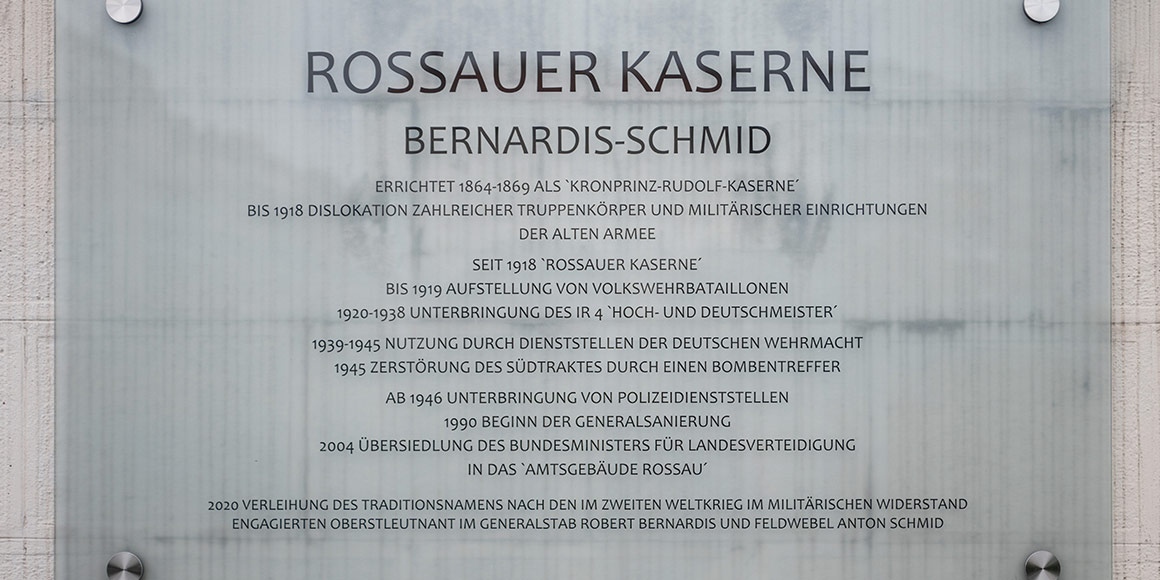 ROSSAUER KASERNE
BERNARDIS-SCHMID
ERRICHTET 1864-1869 ALS `KRONPRINZ-RUDOLF-KASERNE´
BIS 1918 DISLOKATION ZAHLREICHER TRUPPENKÖRPER UND MILITÄRISCHER EINRICHTUNGEN
DER ALTEN ARMEE
SEIT 1918 `ROSSAUER KASERNE´
BIS 1919 AUFSTELLUNG VON VOLKSWEHRBATAILLONEN
1920-1938 UNTERBRINGUNG DES IR 4 `HOCH- UND DEUTSCHMEISTER´
1939-1945 NUTZUNG DURCH DIENSTSTELLEN DER DEUTSCHEN WEHRMACHT
1945 ZERSTÖRUNG DES SÜDTRAKTES DURCH EINEN BOMBENTREFFER
AB 1946 UNTERBRINGUNG VON POLIZEIDIENSTSTELLEN
1990 BEGINN DER GENERALSANIERUNG
2004 ÜBERSIEDLUNG DES BUNDESMINISTERS FÜR LANDESVERTEIDIGUNG
IN DAS `AMTSGEBÄUDE ROSSAU´
2020 VERLEIHUNG DES TRADITIONSNAMENS NACH DEN IM ZWEITEN WELTKRIEG IM MILITÄRISCHEN WIDERSTAND
ENGAGIERTEN OBERSTLEUTNANT IM GENERALSTAB ROBERT BERNARDIS UND FELDWEBEL ANTON SCHMID